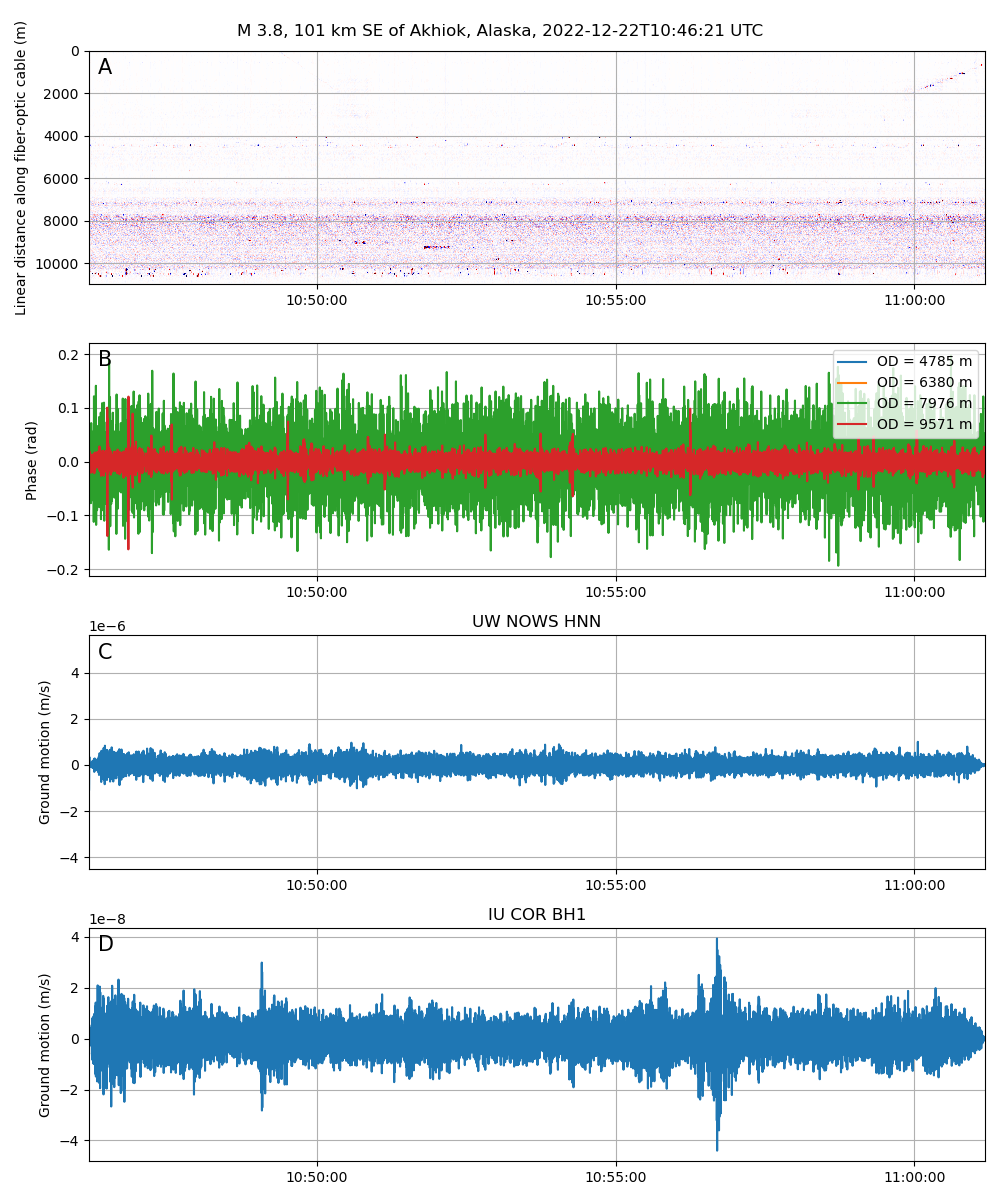 M 3.8, 101 km SE of Akhiok, Alaska, 2022-12-22T10:46:21 UTC
Linear distance along fiber-optic cable (m)
A
0
2000
4000
6000
8000
10000
10:50:00 10:55:00 11:00:00
Phase (rad)
B
0.2
0.1
0.0
−0.1
−0.2
OD = 4785 m
OD = 6380 m
OD = 7976 m
OD = 9571 m
10:50:00 10:55:00 11:00:00
UW NOWS HNN
1e−6
Ground motion (m/s)
C
4
2
0
−2
−4
10:50:00 10:55:00 11:00:00
IU COR BH1
1e−8
Ground motion (m/s)
D
4
2
0
−2
−4
10:50:00 10:55:00 11:00:00